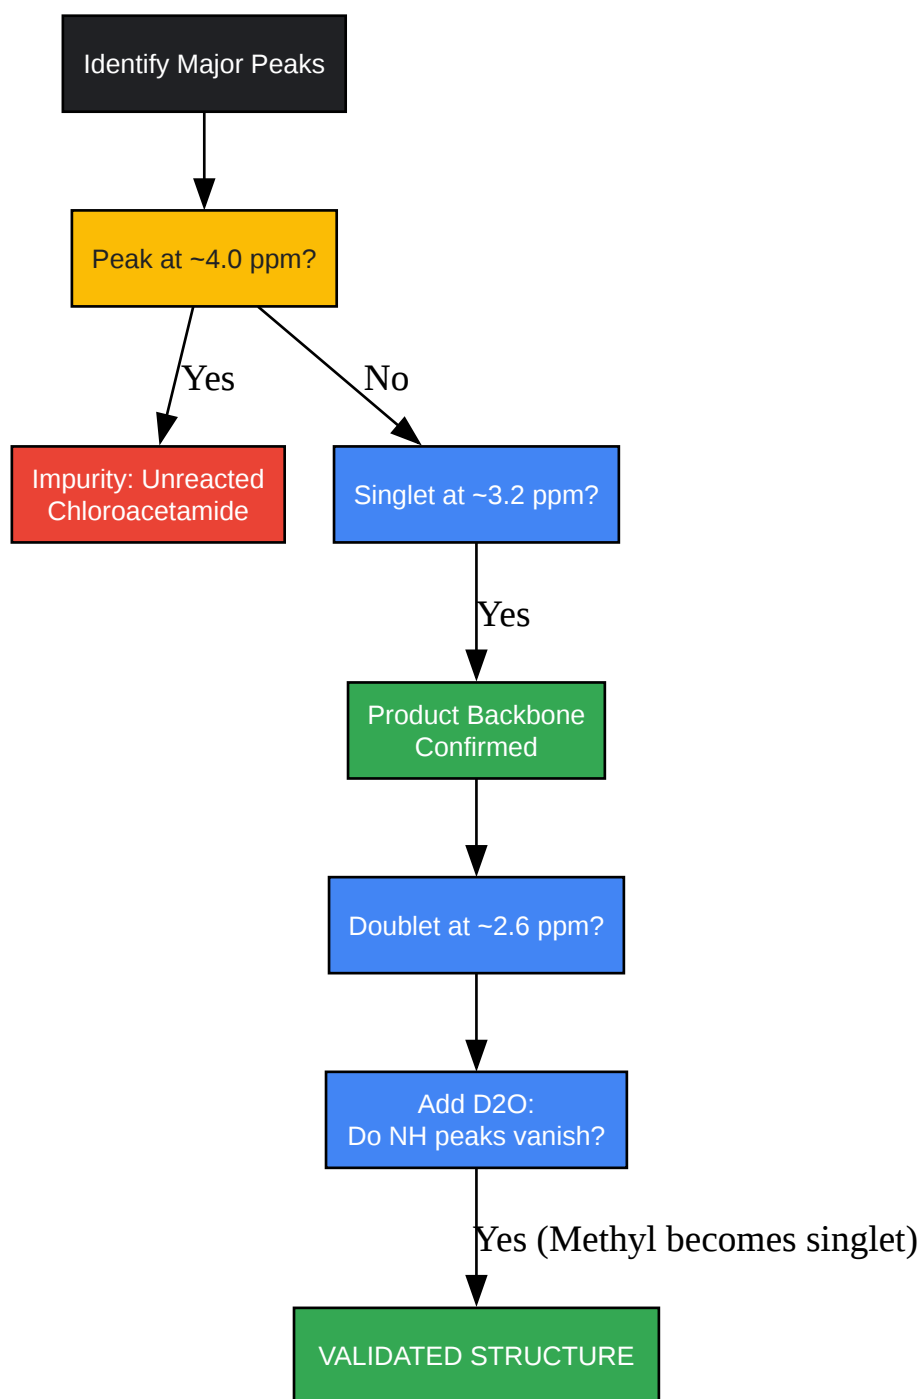 Identify Major Peaks
Peak at ~4.0 ppm?
Yes
No
Impurity: Unreacted
Chloroacetamide
Singlet at ~3.2 ppm?
Yes
Product Backbone
Confirmed
Doublet at ~2.6 ppm?
Add D2O:
Do NH peaks vanish?
Yes (Methyl becomes singlet)
VALIDATED STRUCTURE